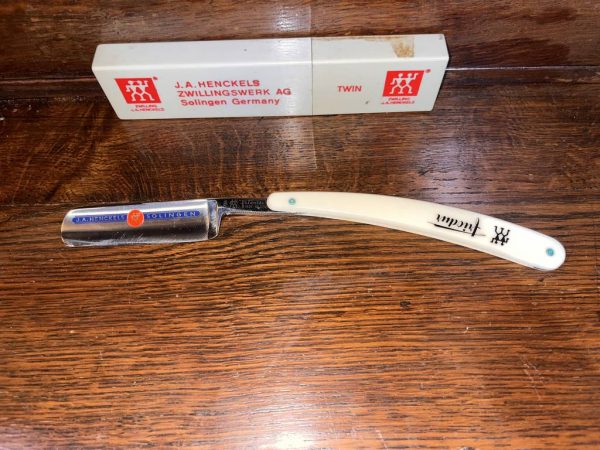 J.A. HENCKELS
ZWILLINGSWERK AG
Solingen Germany
TWIN
ZWILLING
J.A. HENCKELS
ZWILLING
J.A. HENCKELS
J.A. HENCKELS SOLINGEN
friodur